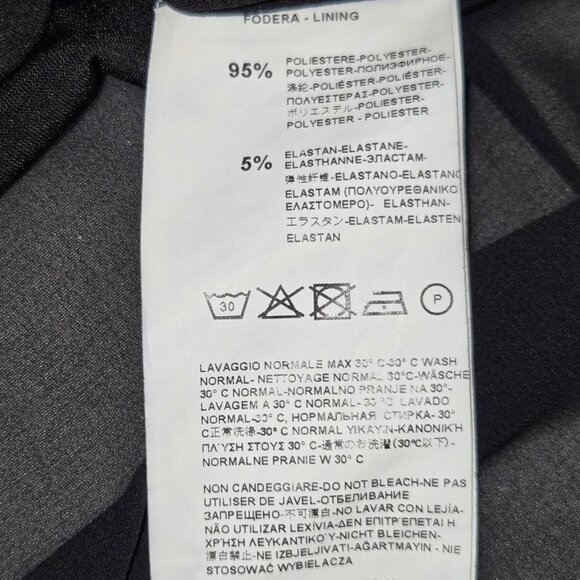 FODERA - LINING
95% POLIESTERE-POLYESTER-
POLYESTER-ПОЛИЭФИРНОЕ-
涤纶-POLIÉSTER-POLIÉSTER-
ΠΟΛΥΕΣΤΕΡΑΣ-POLYESTER-
ポリエステル-POLIESTER-
POLYESTER - POLIESTER
5% ELASTAN-ELASTANE-
ELASTHANNE-ЭЛАСТАМ-
弹性纤维-ELASTANO-ELASTANO
ELASTAM (ΠΟΛΥΟΥΡΕΘΑΝΙΚΟ
ΕΛΑΣΤΟΜΕΡΟ)- ELASTHAN-
エラスタン-ELASTAM-ELASTEN
ELASTAN
30 P
LAVAGGIO NORMALE MAX 30° C-30° C WASH
NORMAL- NETTOYAGE NORMAL 30°C-WÄSCHE
30° C NORMAL-NORMALNO PRANJE NA 30°-
LAVAGEM A 30° C NORMAL- 30 °C LAVADO
NORMAL-30° C, НОРМАЛЬНАЯ СТИРКА- 30°
C正常洗涤-30° C NORMAL YIKAYIN-KANONIKH
ΠΛΥΣΗ ΣΤΟΥΣ 30° C-通常のお洗濯(30℃以下)-
NORMALNE PRANIE W 30° C
NON CANDEGGIARE-DO NOT BLEACH-NE PAS
UTILISER DE JAVEL-ОТБЕЛИВАНИЕ
ЗАПРЕЩЕНО-不可漂白-NO LAVAR CON LEJÍA-
NÃO UTILIZAR LEXÍVIA-ΔΕΝ ΕΠΙΤΡΕΠΕΤΑΙ Η
ΧΡΉΣΗ ΛΕΥΚΑΝΤΙΚΟΎ-NICHT BLEICHEN-
漂白禁止-NE IZBJELJIVATI-AĞARTMAYIN - NIE
STOSOWAĆ WYBIELANIA